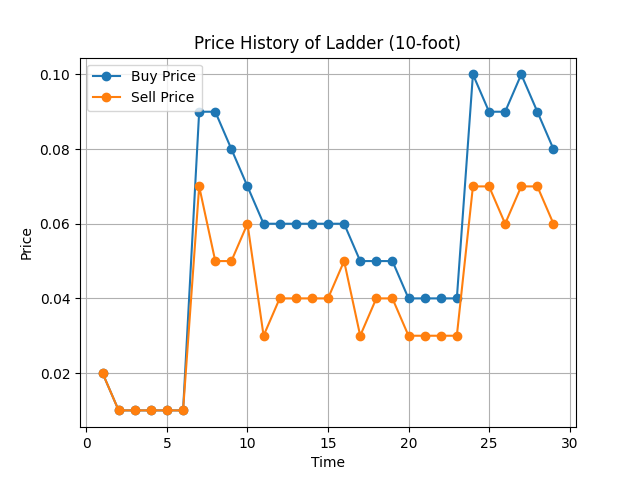 Price History of Ladder (10-foot)
Buy Price
Sell Price
0.10
0.08
0.06
0.04
0.02
Price
0 5 10 15 20 25 30
Time